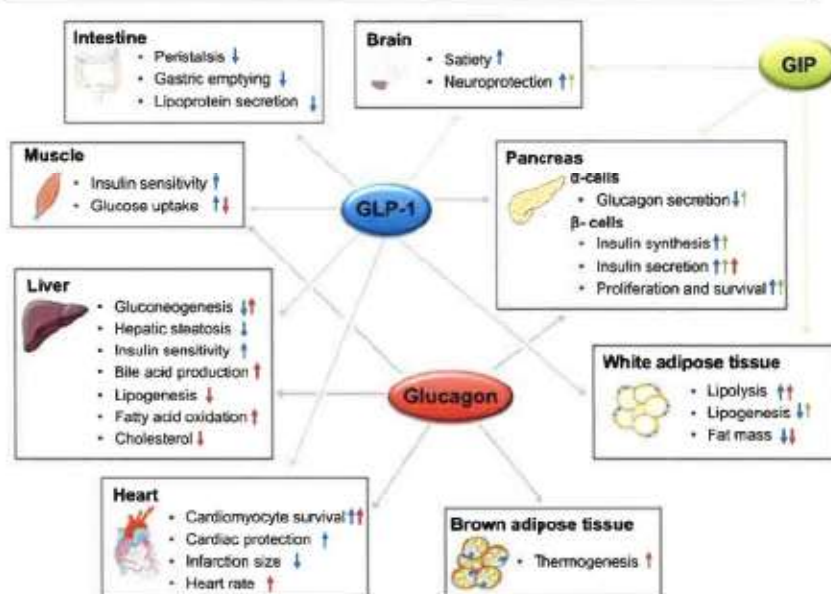 Intestine
• Peristalsis ↓
• Gastric emptying ↓
• Lipoprotein secretion ↓
Brain
• Satiety ↑
• Neuroprotection ↑↑
GIP
Muscle
• Insulin sensitivity ↑
• Glucose uptake ↑↓
GLP-1
Pancreas
α-cells
• Glucagon secretion ↓↑
β- cells
• Insulin synthesis ↑↑
• Insulin secretion ↑↑↑
• Proliferation and survival ↑↑
Liver
• Gluconeogenesis ↓↑
• Hepatic steatosis ↓
• Insulin sensitivity ↑
• Bile acid production ↑
• Lipogenesis ↓
• Fatty acid oxidation ↑
• Cholesterol ↓
Glucagon
White adipose tissue
• Lipolysis ↑↑
• Lipogenesis ↓↑
• Fat mass ↓↓
Heart
• Cardiomyocyte survival ↑↑
• Cardiac protection ↑
• Infarction size ↓
• Heart rate ↑
Brown adipose tissue
• Thermogenesis ↑